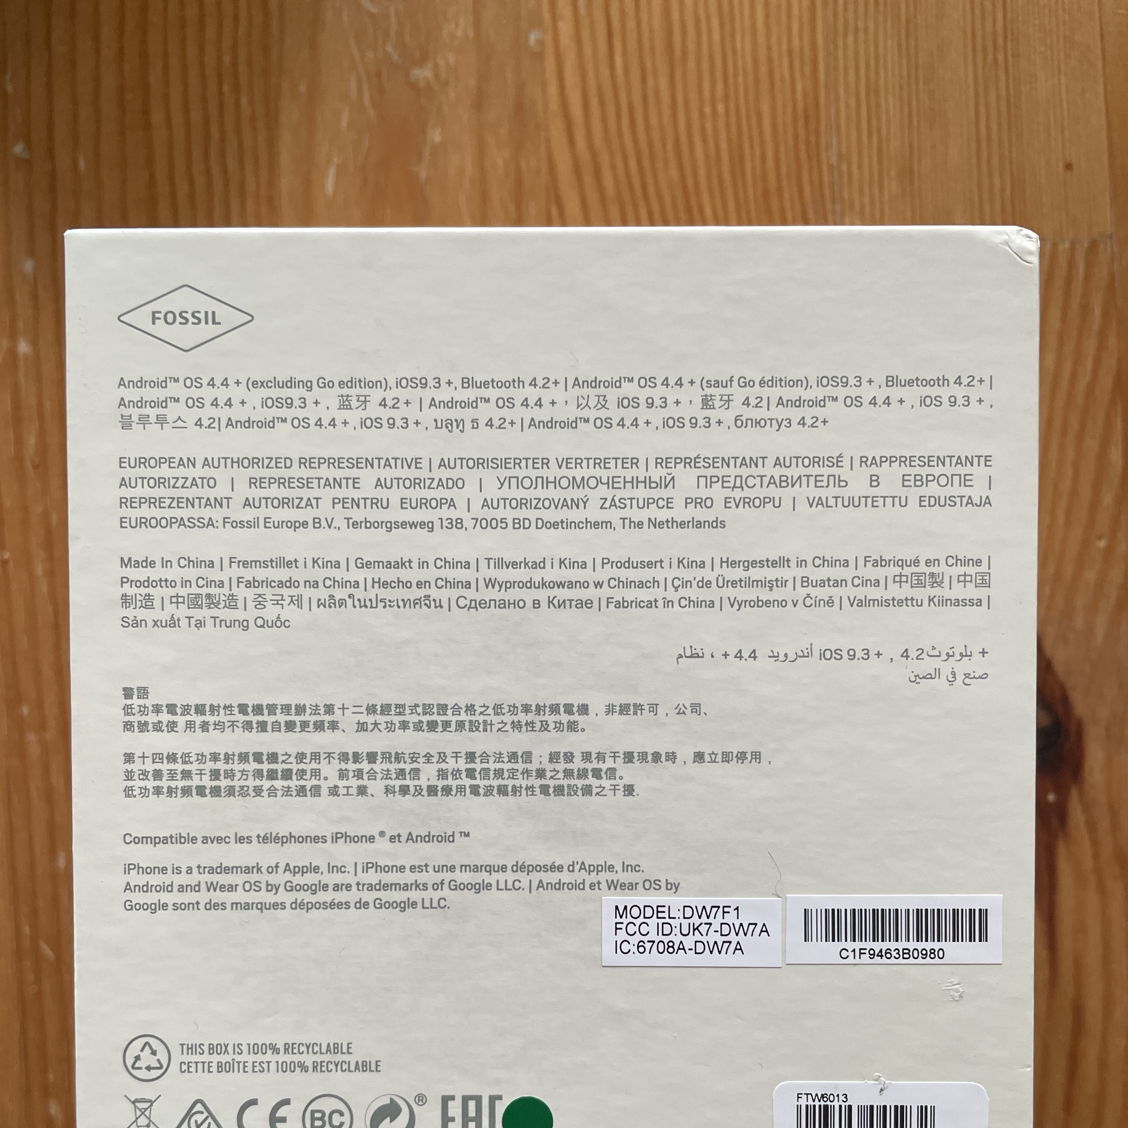 FOSSIL
Android™ OS 4.4 + (excluding Go edition), iOS9.3 +, Bluetooth 4.2+ | Android™ OS 4.4 + (sauf Go édition), iOS9.3 + , Bluetooth 4.2+ |
Android™ OS 4.4 + , iOS9.3 + , 蓝牙 4.2+ | Android™ OS 4.4 +，以及 iOS 9.3 +，藍牙 4.2| Android™ OS 4.4 + , iOS 9.3 + ,
블루투스 4.2| Android™ OS 4.4 + , iOS 9.3 + , บลูทู ธ 4.2+ | Android™ OS 4.4 + , iOS 9.3 + , блютуз 4.2+
EUROPEAN AUTHORIZED REPRESENTATIVE | AUTORISIERTER VERTRETER | REPRÉSENTANT AUTORISÉ | RAPPRESENTANTE
AUTORIZZATO | REPRESETANTE AUTORIZADO | УПОЛНОМОЧЕННЫЙ ПРЕДСТАВИТЕЛЬ В ЕВРОПЕ |
REPREZENTANT AUTORIZAT PENTRU EUROPA | AUTORIZOVANÝ ZÁSTUPCE PRO EVROPU | VALTUUTETTU EDUSTAJA
EUROOPASSA: Fossil Europe B.V., Terborgseweg 138, 7005 BD Doetinchem, The Netherlands
Made In China | Fremstillet i Kina | Gemaakt in China | Tillverkad i Kina | Produsert i Kina | Hergestellt in China | Fabriqué en Chine |
Prodotto in Cina | Fabricado na China | Hecho en China | Wyprodukowano w Chinach | Çin'de Üretilmiştir | Buatan Cina | 中国製 | 中国
制造 | 中國製造 | 중국제 | ผลิตในประเทศจีน | Сделано в Китае | Fabricat în China | Vyrobeno v Číně | Valmistettu Kiinassa |
Sản xuất Tại Trung Quốc
+ بلوتوث4.2 , + iOS 9.3 أندرويد 4.4 + ، نظام
صنع في الصين
警語
低功率電波輻射性電機管理辦法第十二條經型式認證合格之低功率射頻電機，非經許可，公司、
商號或使 用者均不得擅自變更頻率、加大功率或變更原設計之特性及功能。
第十四條低功率射頻電機之使用不得影響飛航安全及干擾合法通信；經發 現有干擾現象時，應立即停用，
並改善至無干擾時方得繼續使用。前項合法通信，指依電信規定作業之無線電信。
低功率射頻電機須忍受合法通信 或工業、科學及醫療用電波輻射性電機設備之干擾.
Compatible avec les téléphones iPhone ® et Android ™
iPhone is a trademark of Apple, Inc. | iPhone est une marque déposée d'Apple, Inc.
Android and Wear OS by Google are trademarks of Google LLC. | Android et Wear OS by
Google sont des marques déposées de Google LLC.
MODEL:DW7F1
FCC ID:UK7-DW7A
IC:6708A-DW7A
C1F9463B0980
THIS BOX IS 100% RECYCLABLE
CETTE BOÎTE EST 100% RECYCLABLE
CE BC ® EAC
FTW6013